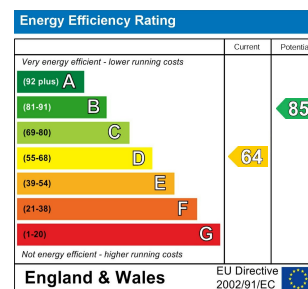 Energy Efficiency Rating
Current Potentia
Very energy efficient - lower running costs
(92 plus) A
(81-91) B
85
(69-80) C
(55-68) D
64
(39-54) E
(21-38) F
(1-20) G
Not energy efficient - higher running costs
England & Wales
EU Directive
2002/91/EC